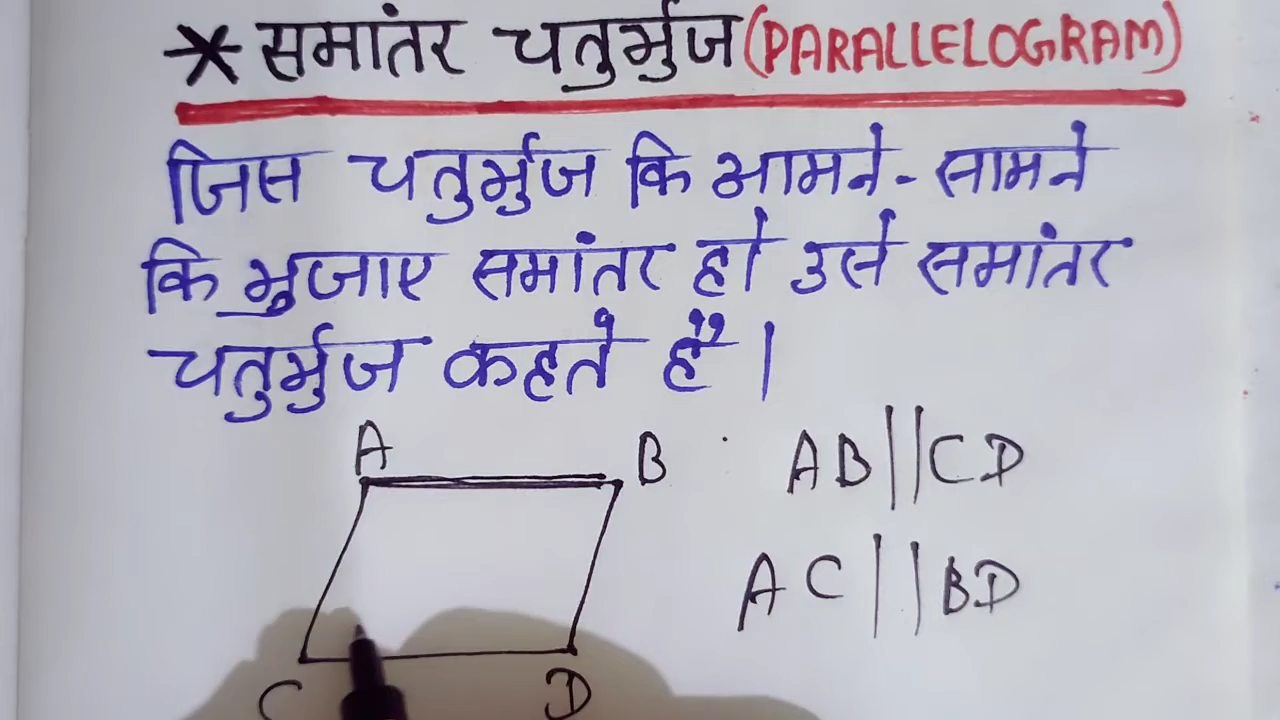 * समांतर चतुर्भुज (PARALLELOGRAM)
जिस चतुर्भुज कि आमने-सामने
कि भुजाए समांतर हो उसे समांतर
चतुर्भुज कहते हैं।
A B AB||CD
AC||BD
C D